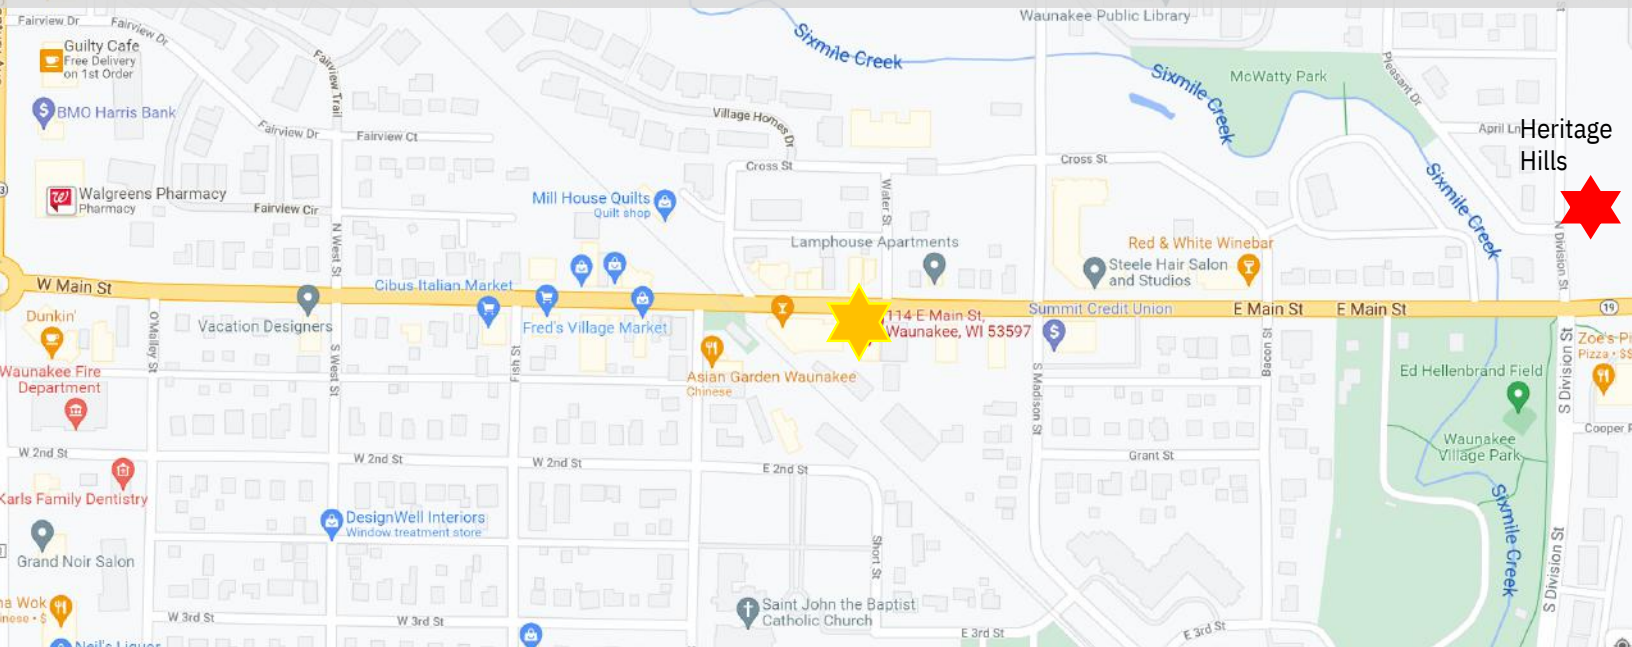 Fairview Dr
Fairview Dr
Waunakee Public Library
Guilty Cafe
Free Delivery
on 1st Order
Fairview Trail
Sixmile Creek
Sixmile Creek
McWatty Park
Pleasant Dr
BMO Harris Bank
Fairview Dr
Fairview Ct
Village Homes Dr
April Ln
Heritage
Hills
Cross St
Cross St
Walgreens Pharmacy
Pharmacy
Fairview Cir
Mill House Quilts
Quilt shop
Water St
Sixmile Creek
N West St
Lamphouse Apartments
Red & White Winebar
Steele Hair Salon
and Studios
N Division St
W Main St
Cibus Italian Market
Summit Credit Union
E Main St
E Main St
19
Dunkin'
Vacation Designers
Fred's Village Market
114 E Main St,
Waunakee, WI 53597
O'Malley St
S West St
Fish St
Bacon St
S Division St
Waunakee Fire
Department
Asian Garden Waunakee
Chinese
S Madison St
Ed Hellenbrand Field
Waunakee
Village Park
Cooper
W 2nd St
W 2nd St
W 2nd St
E 2nd St
Grant St
Karls Family Dentistry
DesignWell Interiors
Window treatment store
Sixmile Creek
Grand Noir Salon
Short St
S Division St
Wok
W 3rd St
W 3rd St
Saint John the Baptist
Catholic Church
E 3rd St
E 3rd St
Neil's Liquor